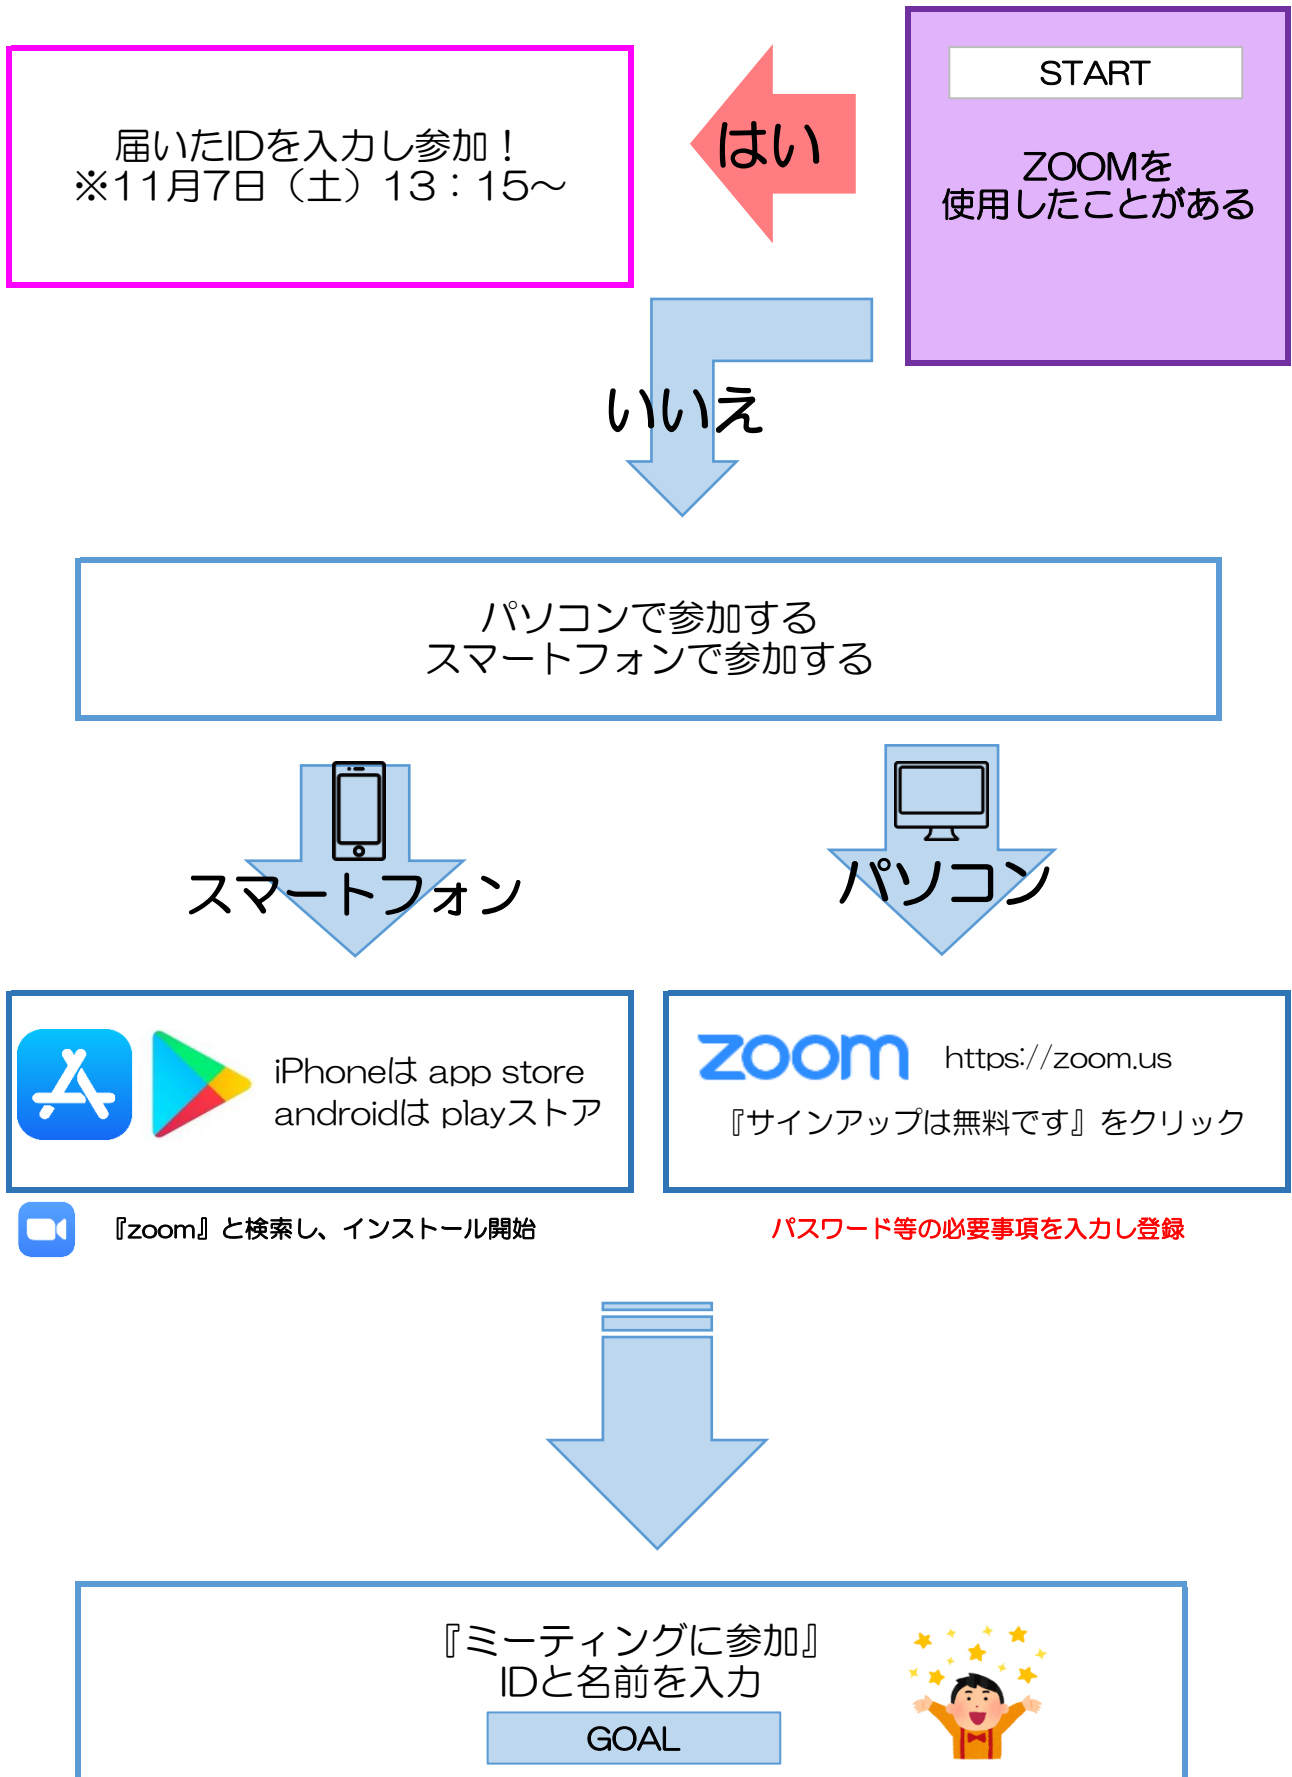 START
ZOOMを
使用したことがある
はい
届いたIDを入力し参加！
※11月7日（土）13：15～
いいえ
パソコンで参加する
スマートフォンで参加する
スマートフォン
パソコン
iPhoneは app store
androidは playストア
『zoom』と検索し、インストール開始
zoom https://zoom.us
『サインアップは無料です』をクリック
パスワード等の必要事項を入力し登録
『ミーティングに参加』
IDと名前を入力
GOAL